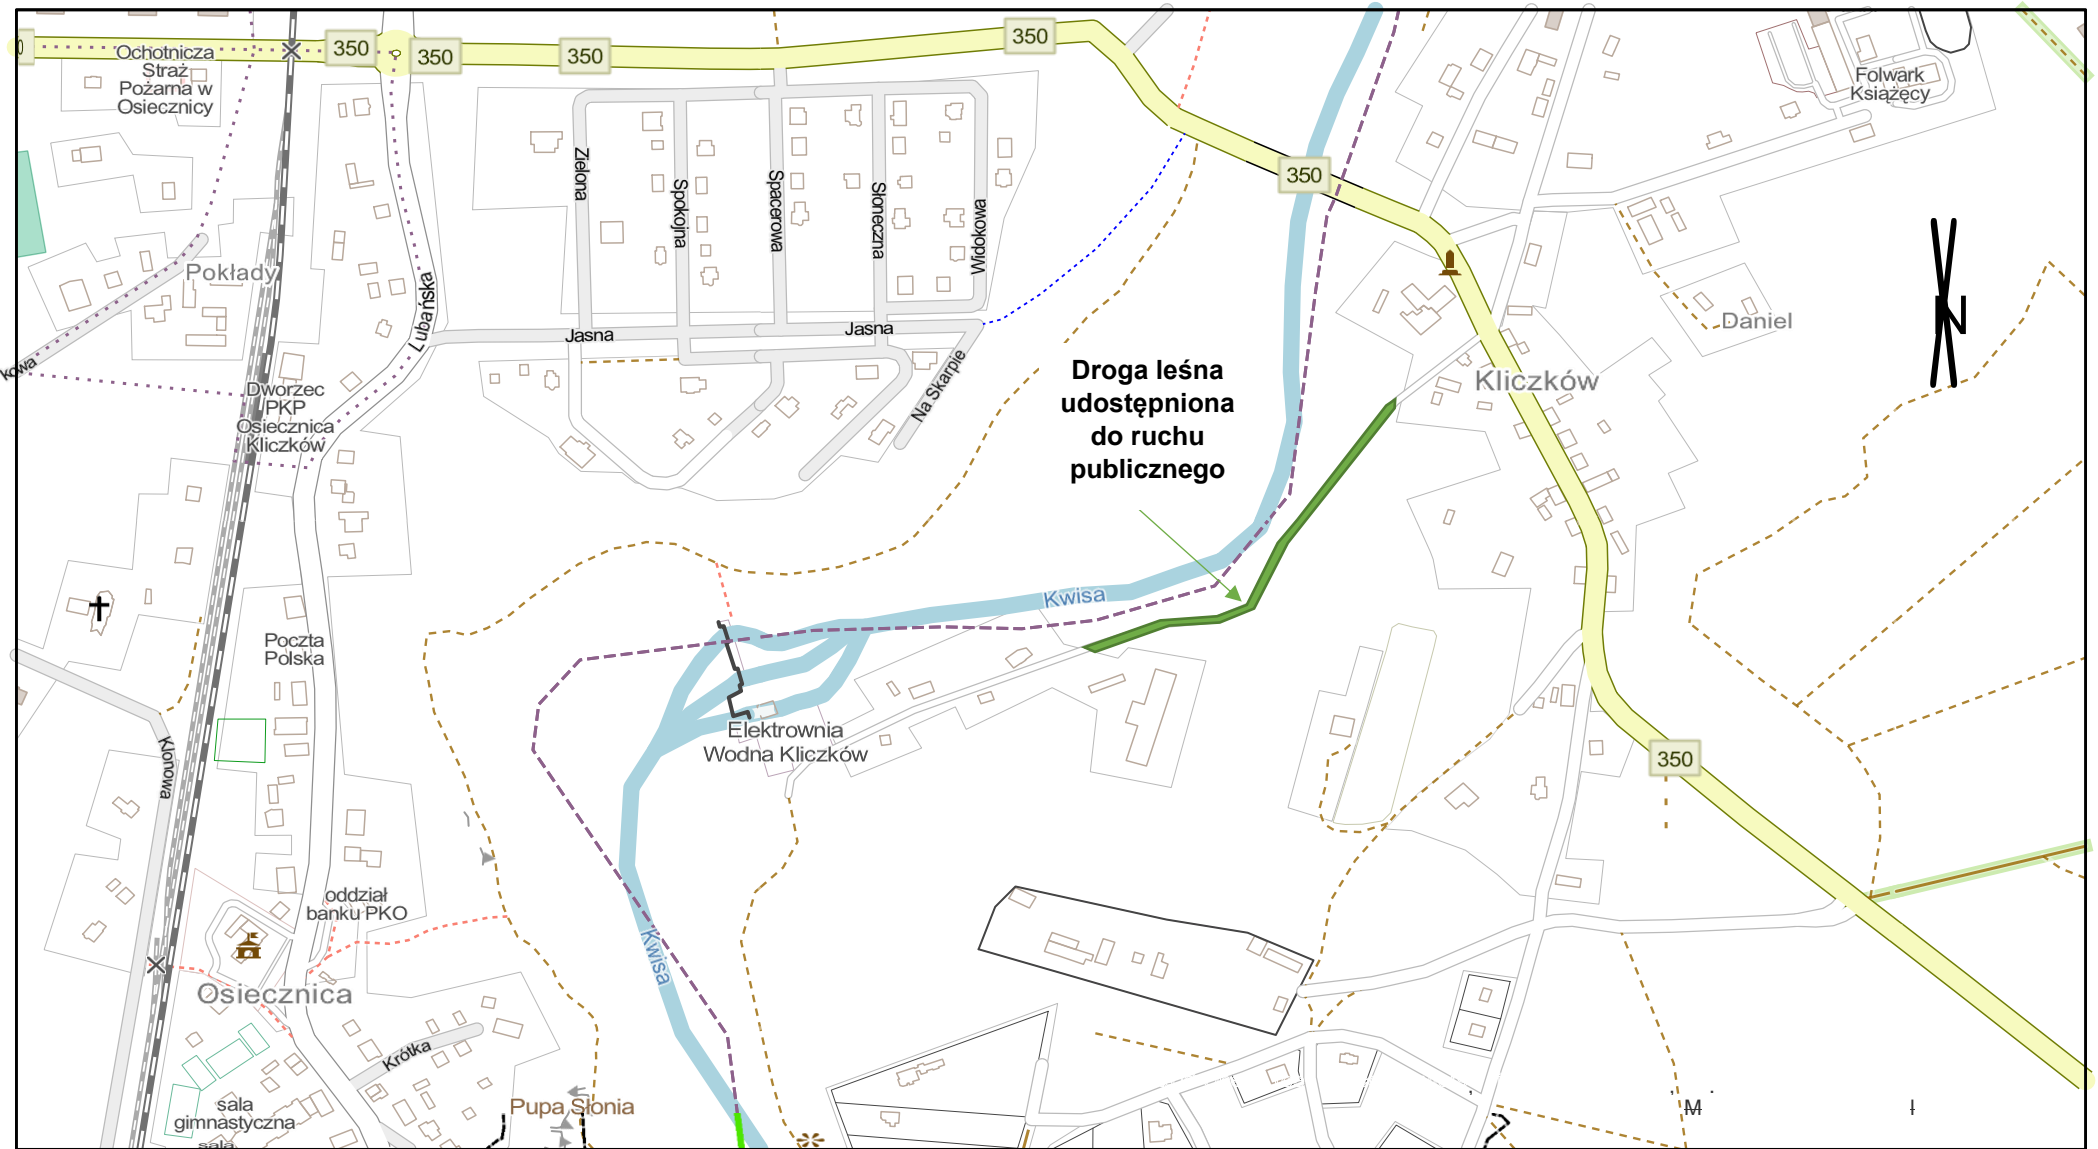 350
350
350
350
Ochotnicza
Straż
Pożarna w
Osiecznicy
Folwark
Książęcy
350
Zielona
Spokojna
Spacerowa
Słoneczna
Widokowa
Pokłady
Lubańska
N
Jasna
Jasna
Daniel
kowa
Na Skarpie
Dworzec
PKP
Osiecznica
Kliczków
Droga leśna
udostępniona
do ruchu
publicznego
Kliczków
Kwisa
Poczta
Polska
Elektrownia
Wodna Kliczków
Klonowa
350
oddział
banku PKO
Kwisa
Osiecznica
Krótka
Pupa Słonia
sala
gimnastyczna
sala
M